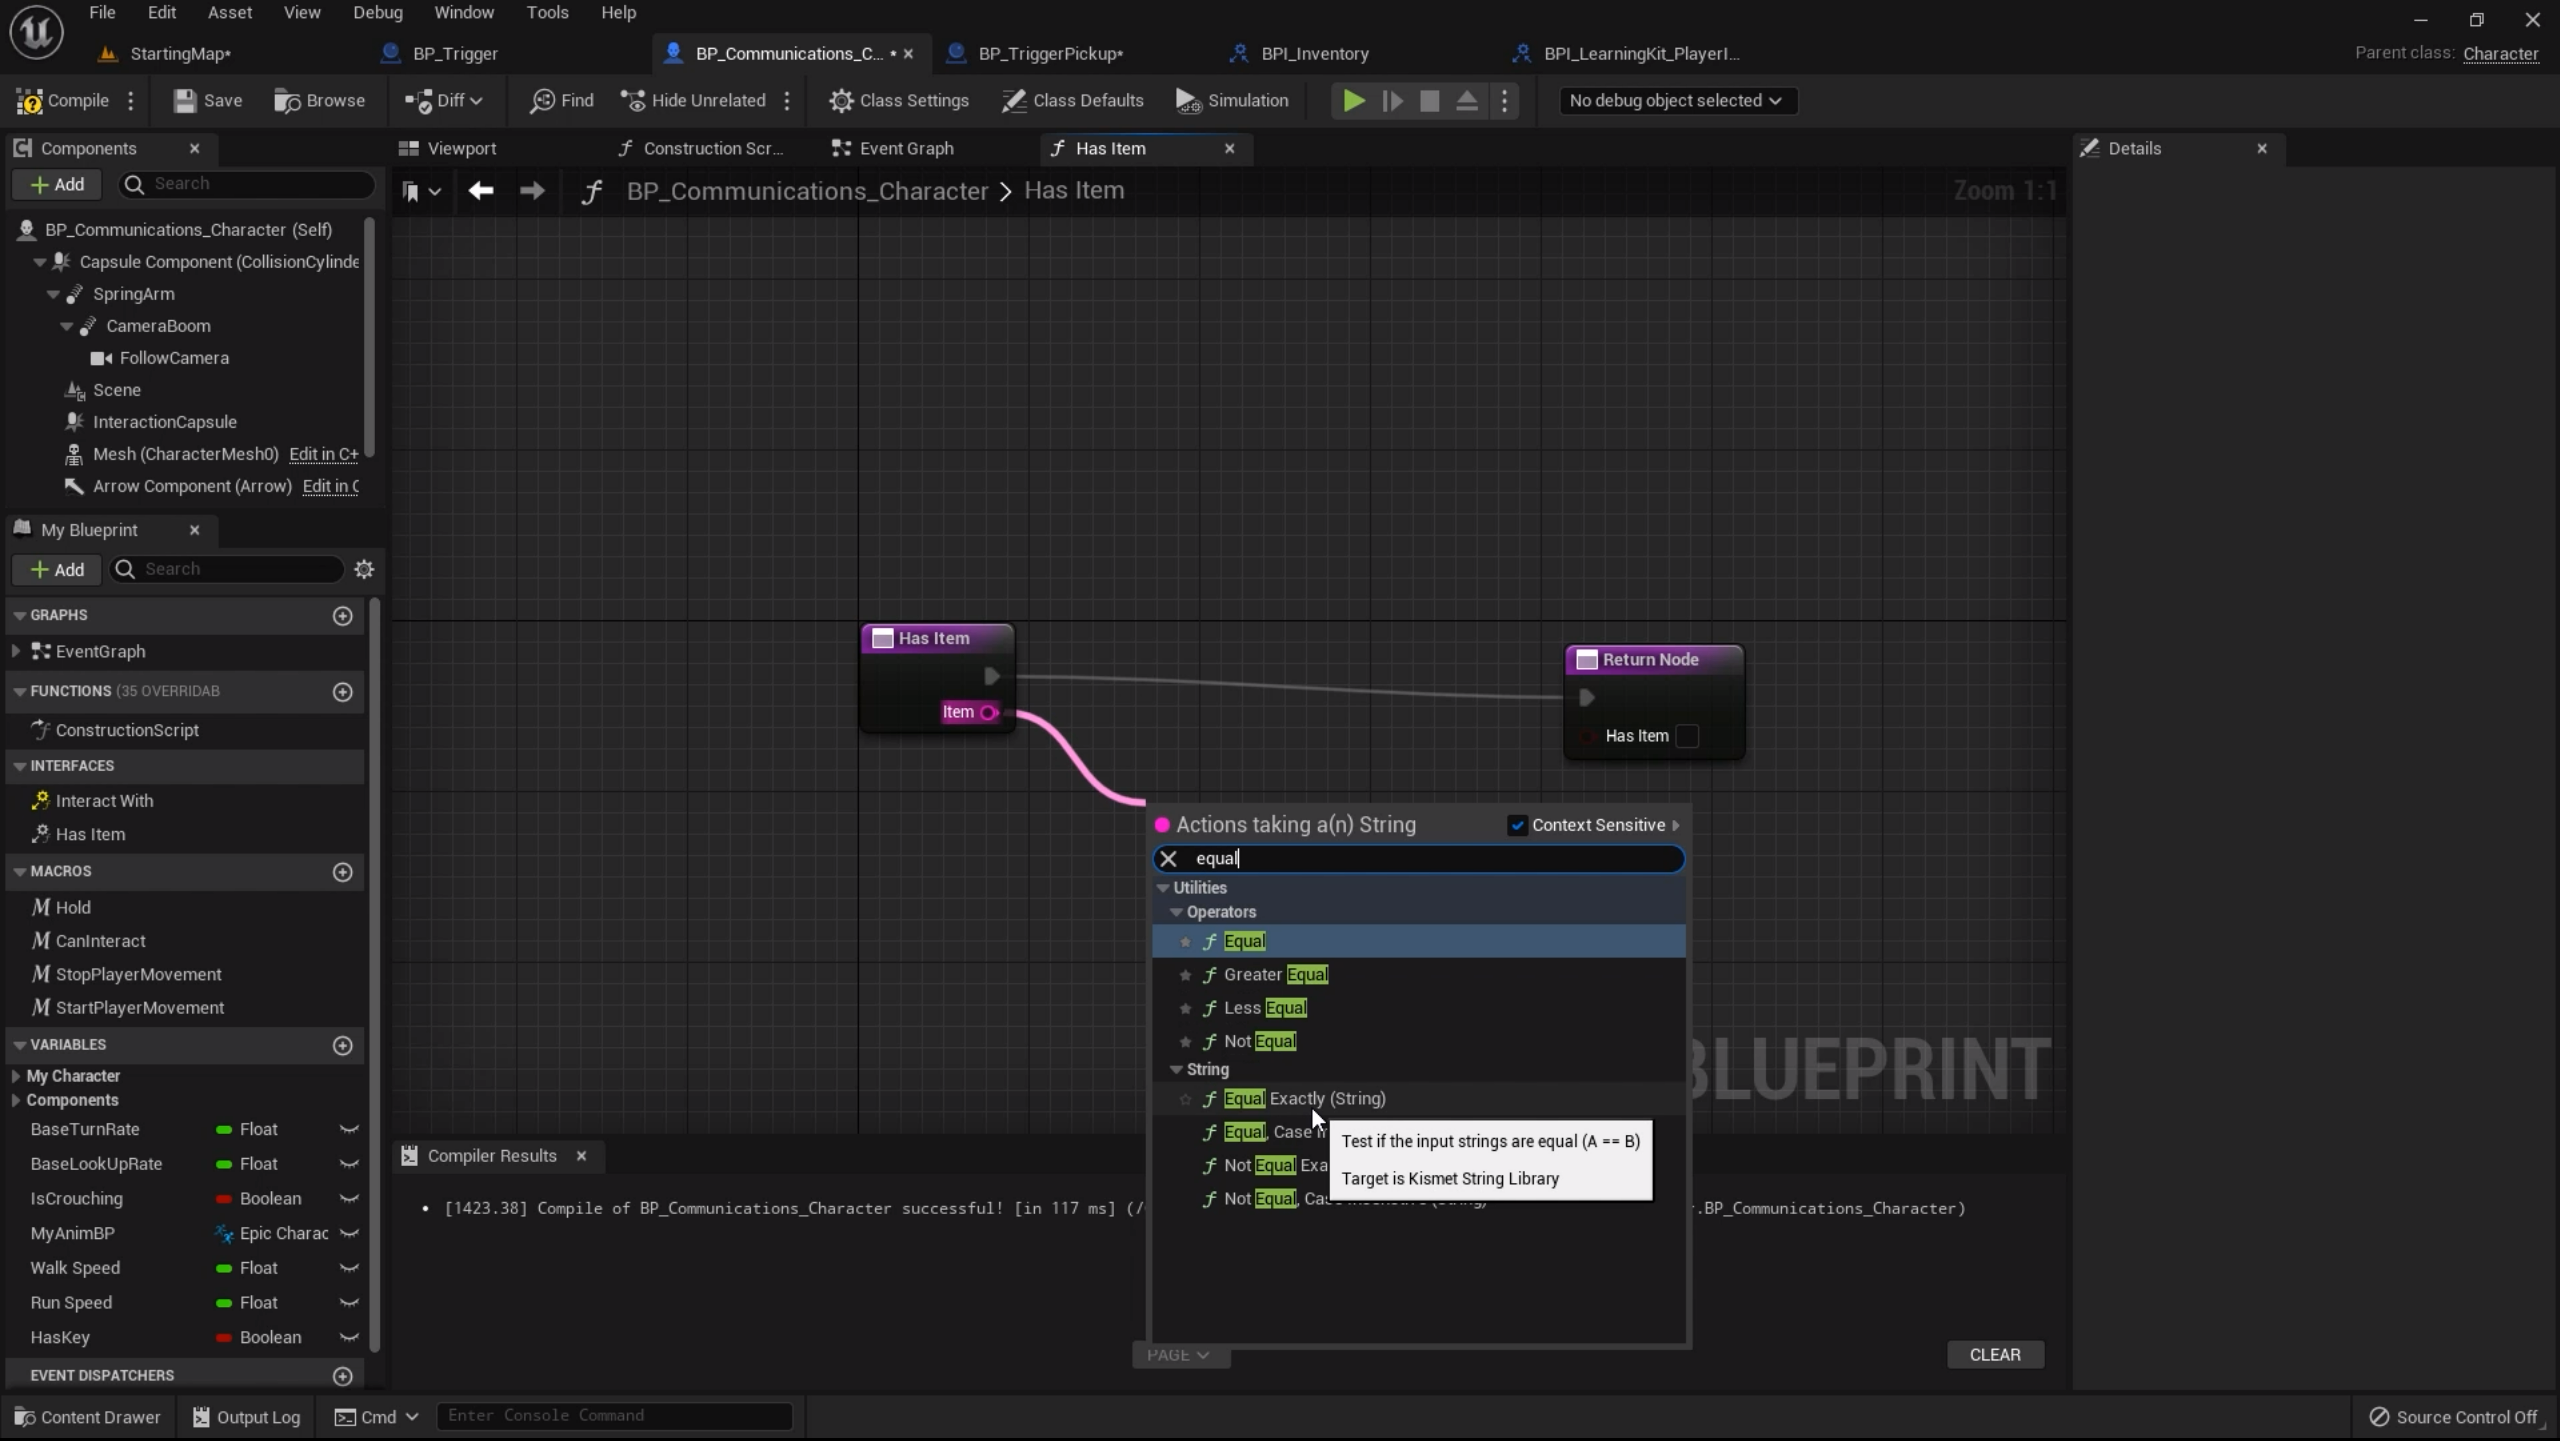 File Edit Asset View Debug Window Tools Help
StartingMap* BP_Trigger BP_Communications_C... * BP_TriggerPickup* BPI_Inventory BPI_LearningKit_PlayerI...
Parent class: Character
Compile Save Browse Diff Find Hide Unrelated Class Settings Class Defaults Simulation No debug object selected
Components
Viewport Construction Scr... Event Graph Has Item
Details
Add Search
BP_Communications_Character > Has Item
Zoom 1:1
BP_Communications_Character (Self)
Capsule Component (CollisionCylinde
SpringArm
CameraBoom
FollowCamera
Scene
InteractionCapsule
Mesh (CharacterMesh0) Edit in C+
Arrow Component (Arrow) Edit in C
My Blueprint
Add Search
GRAPHS
EventGraph
FUNCTIONS (35 OVERRIDAB
ConstructionScript
INTERFACES
Interact With
Has Item
MACROS
Hold
CanInteract
StopPlayerMovement
StartPlayerMovement
VARIABLES
My Character
Components
BaseTurnRate Float
BaseLookUpRate Float
IsCrouching Boolean
MyAnimBP Epic Charac
Walk Speed Float
Run Speed Float
HasKey Boolean
EVENT DISPATCHERS
Has Item
Item
Return Node
Has Item
Actions taking a(n) String Context Sensitive
equal
Utilities
Operators
Equal
Greater Equal
Less Equal
Not Equal
String
Equal Exactly (String)
Equal, Case
Not Equal Exa
Not Equal,
Test if the input strings are equal (A == B)
Target is Kismet String Library
BLUEPRINT
Compiler Results
[1423.38] Compile of BP_Communications_Character successful! [in 117 ms] (/ .BP_Communications_Character)
PAGE
CLEAR
Content Drawer Output Log Cmd Enter Console Command
Source Control Off